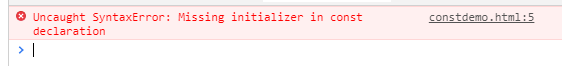 Uncaught SyntaxError: Missing initializer in const constdemo.html:5
declaration